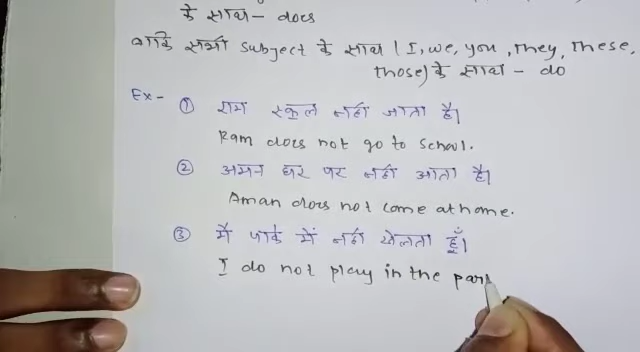 के साथ – does
बाकि सभी Subject के साथ (I, we, you, They, These,
Those) के साथ – do
Ex- ① राम स्कूल नहीं जाता है।
Ram does not go to School.
② अमन घर पर नहीं आता है।
Aman does not come at home.
③ मैं पार्क में नहीं खेलता हूँ।
I do not play in the par